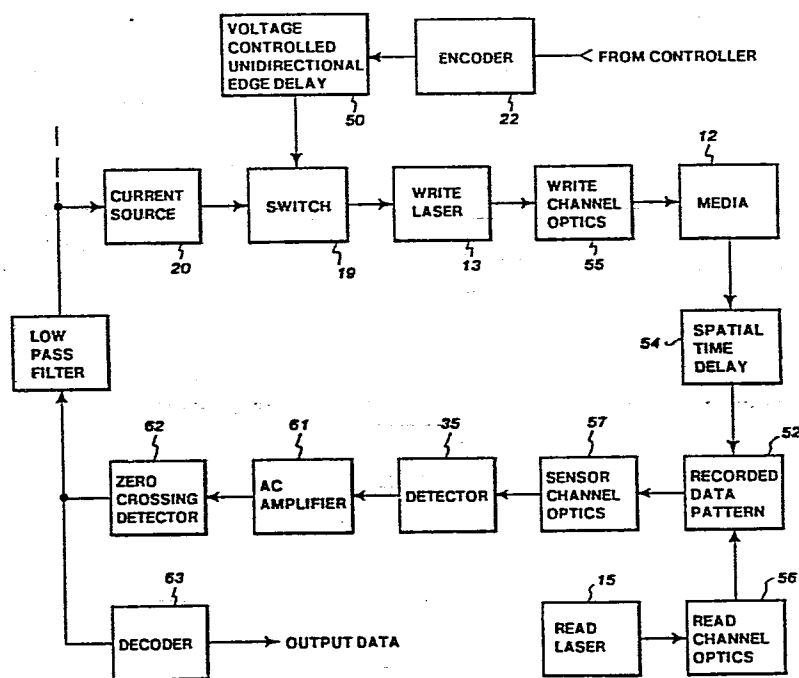 VOLTAGE
CONTROLLED
UNIDIRECTIONAL
EDGE DELAY
50
ENCODER
22
FROM CONTROLLER
CURRENT
SOURCE
20
SWITCH
19
WRITE
LASER
13
WRITE
CHANNEL
OPTICS
55
12
MEDIA
LOW
PASS
FILTER
54
SPATIAL
TIME
DELAY
62
ZERO
CROSSING
DETECTOR
61
AC
AMPLIFIER
35
DETECTOR
57
SENSOR
CHANNEL
OPTICS
52
RECORDED
DATA
PATTERN
63
DECODER
OUTPUT DATA
15
READ
LASER
56
READ
CHANNEL
OPTICS